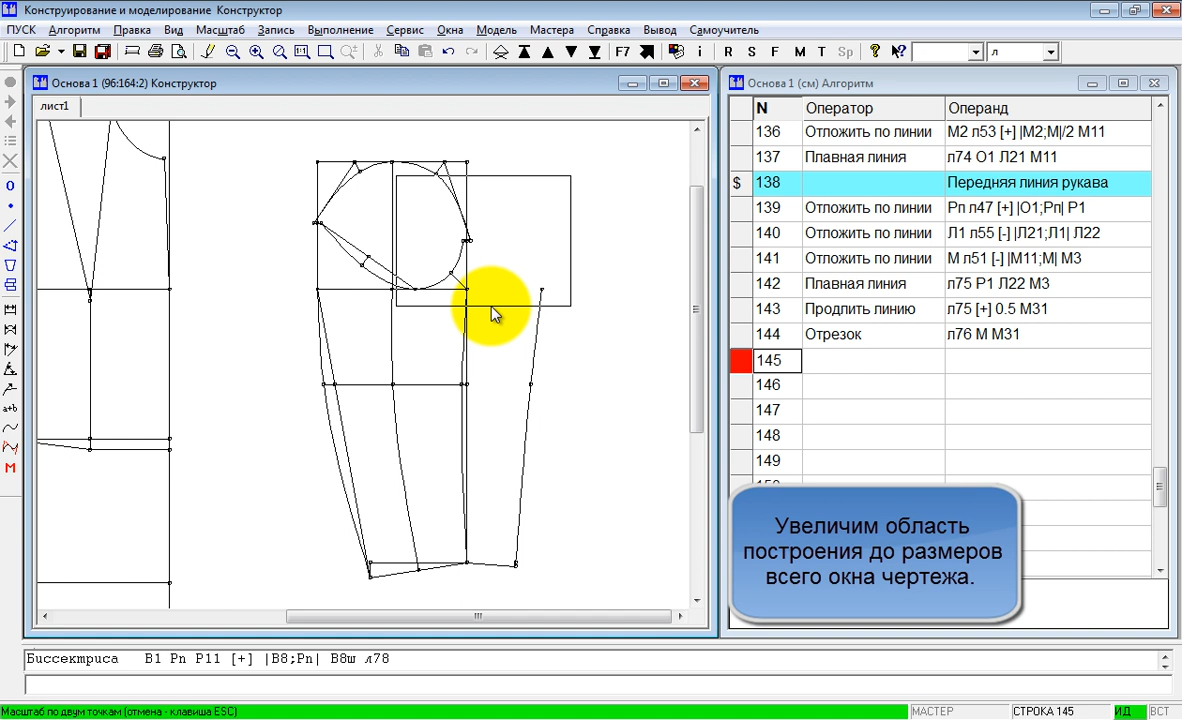 Конструирование и моделирование Конструктор
ПУСК Алгоритм Правка Вид Масштаб Запись Выполнение Сервис Окна Модель Мастера Справка Вывод Самоучитель
F7 i R S F M T Sp л
Основа 1 (96:164:2) Конструктор
лист1
Основа 1 (см) Алгоритм
N Оператор Операнд
136 Отложить по линии М2 л53 [+] |М2;М|/2 М11
137 Плавная линия л74 О1 Л21 М11
$ 138 Передняя линия рукава
139 Отложить по линии Рп л47 [+] |О1;Рп| Р1
140 Отложить по линии Л1 л55 [-] |Л21;Л1| Л22
141 Отложить по линии М л51 [-] |М11;М| М3
142 Плавная линия л75 Р1 Л22 М3
143 Продлить линию л75 [+] 0.5 М31
144 Отрезок л76 М М31
145
146
147
148
149
a+b
M
Увеличим область
построения до размеров
всего окна чертежа.
Биссектриса В1 Рп Р11 [+] |В8;Рп| В8ш л78
Масштаб по двум точкам (отмена - клавиша ESC)
МАСТЕР СТРОКА 145 ИД ВСТ